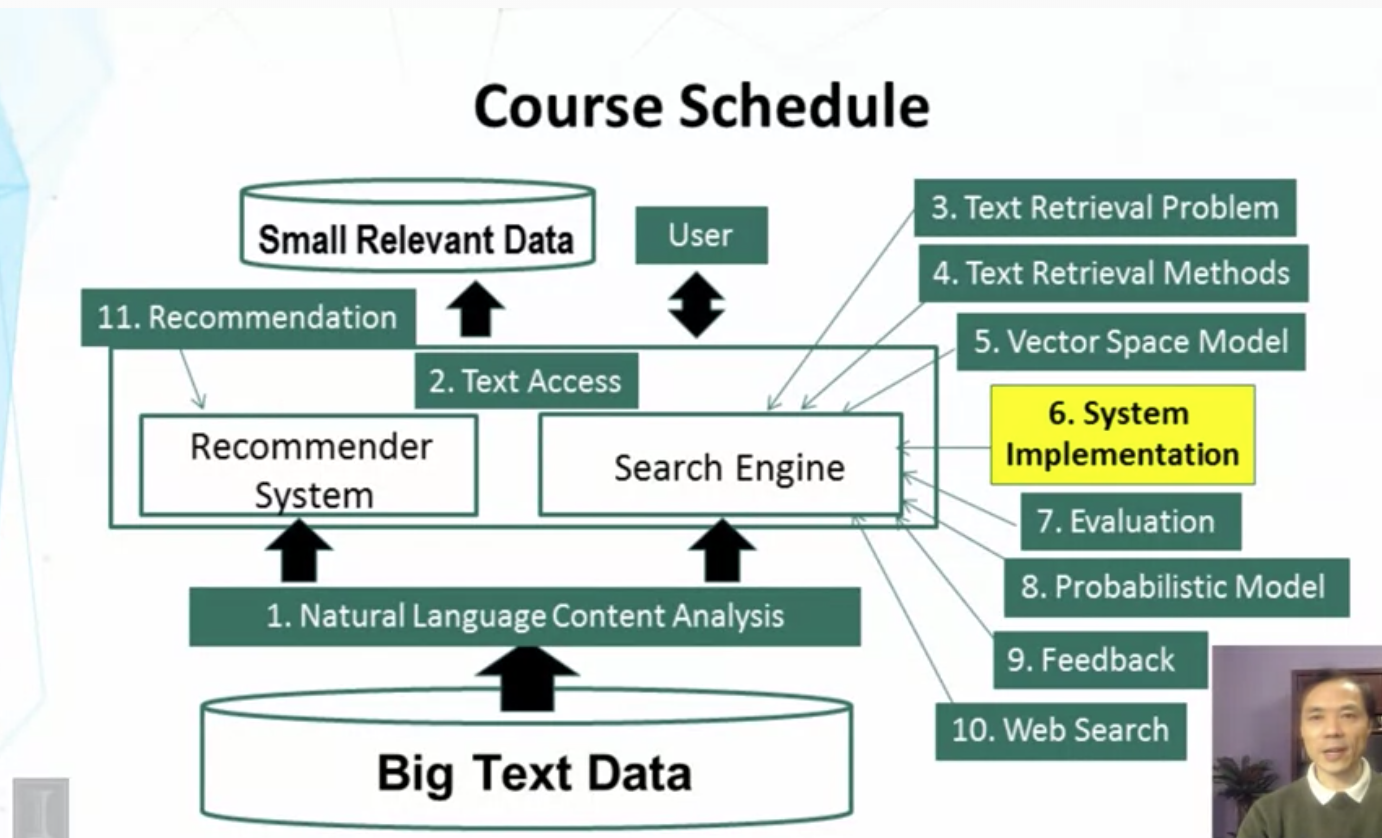 Course Schedule
Small Relevant Data
User
3. Text Retrieval Problem
4. Text Retrieval Methods
11. Recommendation
5. Vector Space Model
2. Text Access
6. System
Implementation
Recommender
System
Search Engine
7. Evaluation
8. Probabilistic Model
1. Natural Language Content Analysis
9. Feedback
10. Web Search
Big Text Data
I